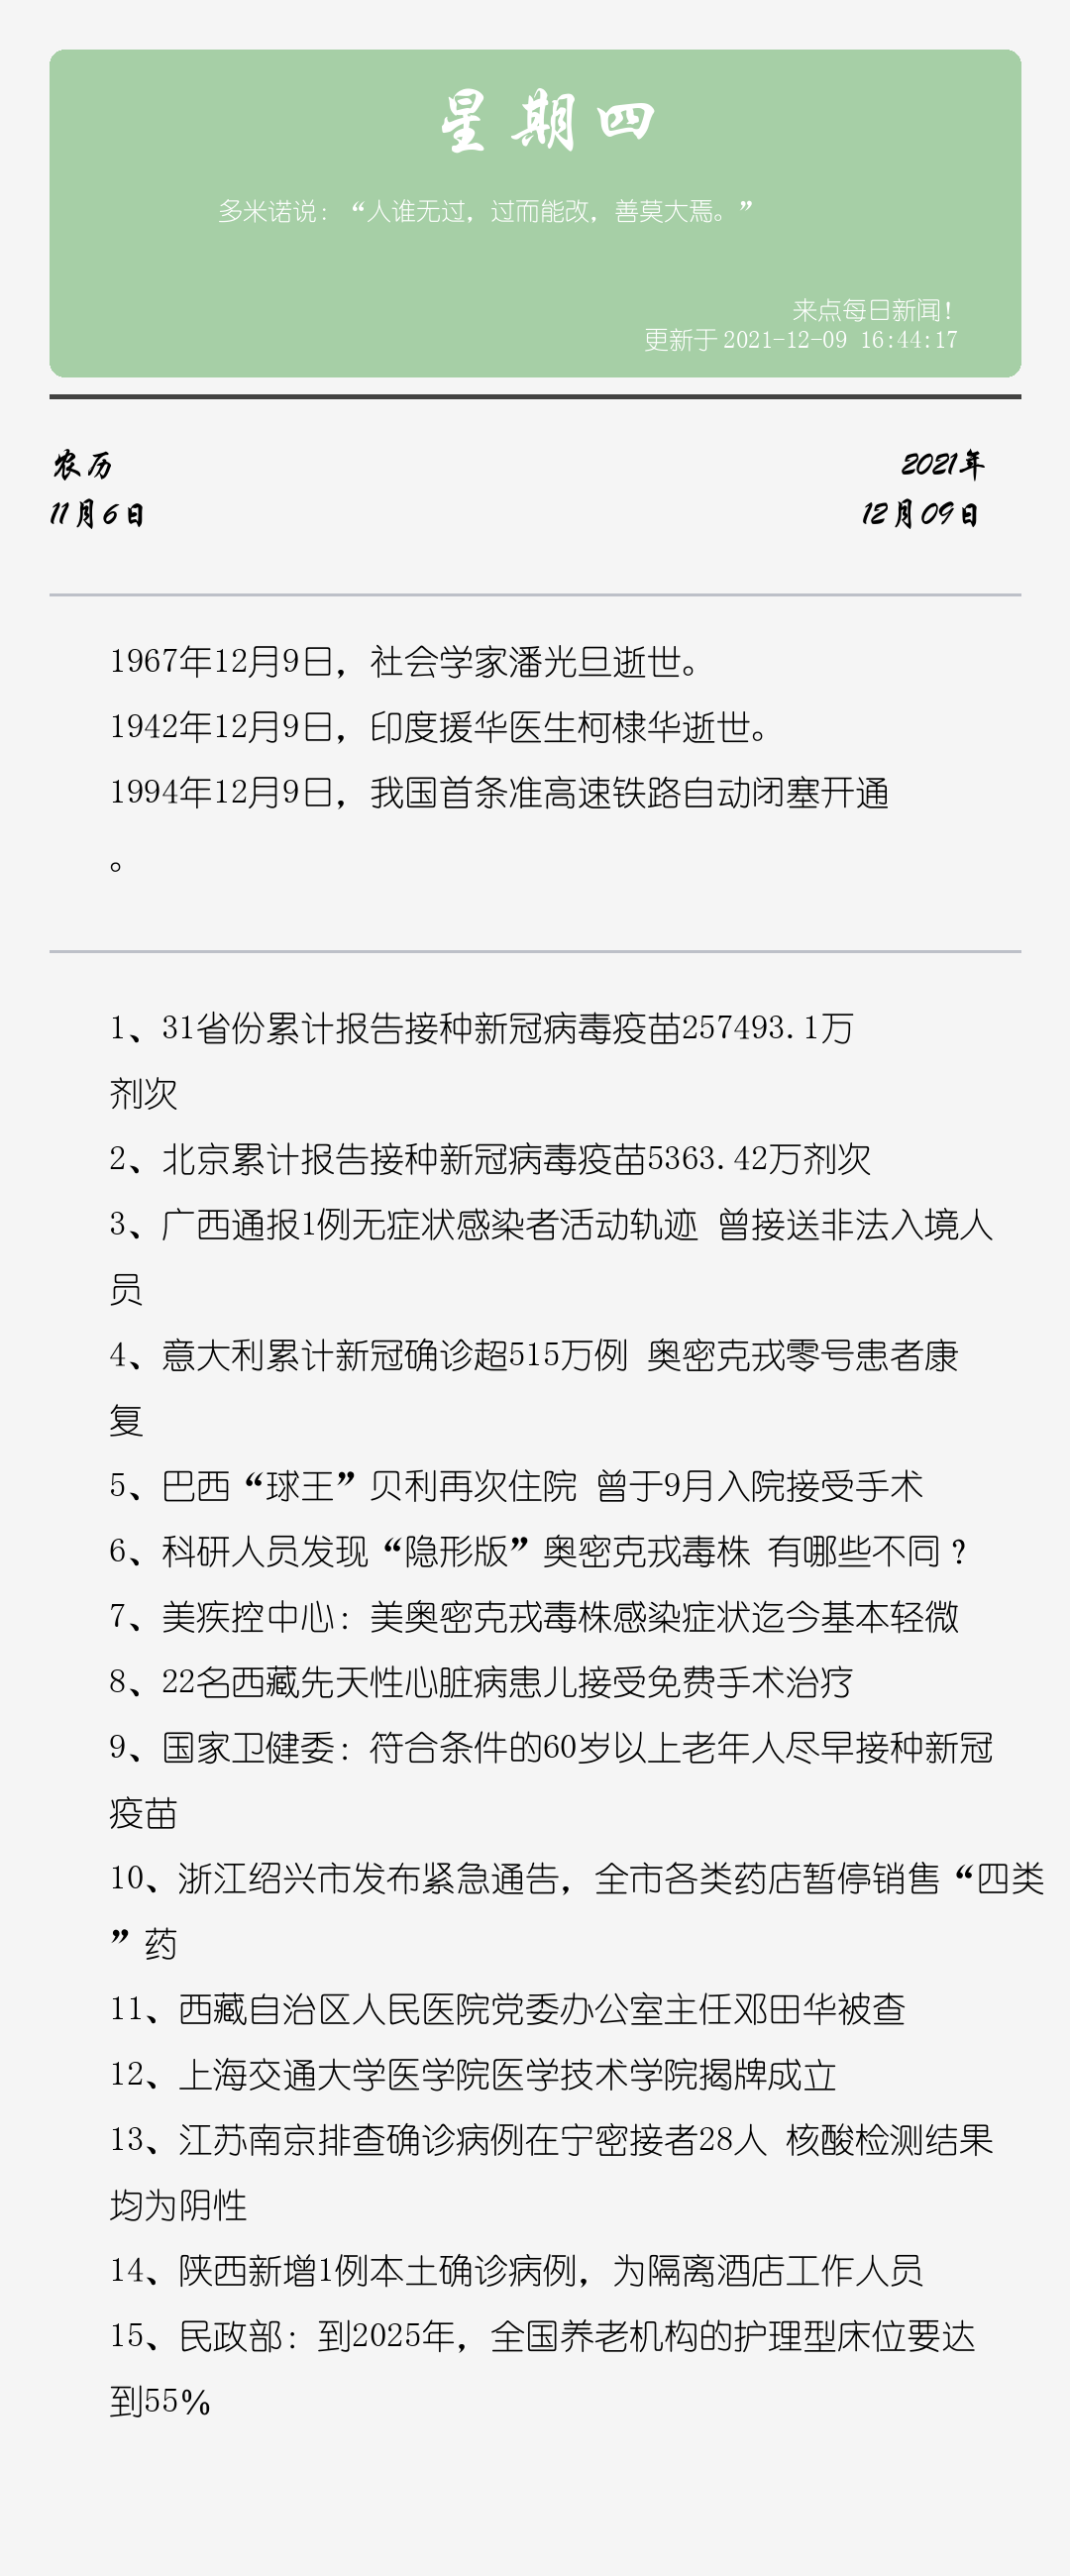 星期四
多米诺说：“人谁无过，过而能改，善莫大焉。”
来点每日新闻！
更新于 2021-12-09 16:44:17
农历
2021年
11月6日
12月09日
1967年12月9日，社会学家潘光旦逝世。
1942年12月9日，印度援华医生柯棣华逝世。
1994年12月9日，我国首条准高速铁路自动闭塞开通
。
1、31省份累计报告接种新冠病毒疫苗257493.1万
剂次
2、北京累计报告接种新冠病毒疫苗5363.42万剂次
3、广西通报1例无症状感染者活动轨迹 曾接送非法入境人
员
4、意大利累计新冠确诊超515万例 奥密克戎零号患者康
复
5、巴西“球王”贝利再次住院 曾于9月入院接受手术
6、科研人员发现“隐形版”奥密克戎毒株 有哪些不同？
7、美疾控中心：美奥密克戎毒株感染症状迄今基本轻微
8、22名西藏先天性心脏病患儿接受免费手术治疗
9、国家卫健委：符合条件的60岁以上老年人尽早接种新冠
疫苗
10、浙江绍兴市发布紧急通告，全市各类药店暂停销售“四类
”药
11、西藏自治区人民医院党委办公室主任邓田华被查
12、上海交通大学医学院医学技术学院揭牌成立
13、江苏南京排查确诊病例在宁密接者28人 核酸检测结果
均为阴性
14、陕西新增1例本土确诊病例，为隔离酒店工作人员
15、民政部：到2025年，全国养老机构的护理型床位要达
到55%